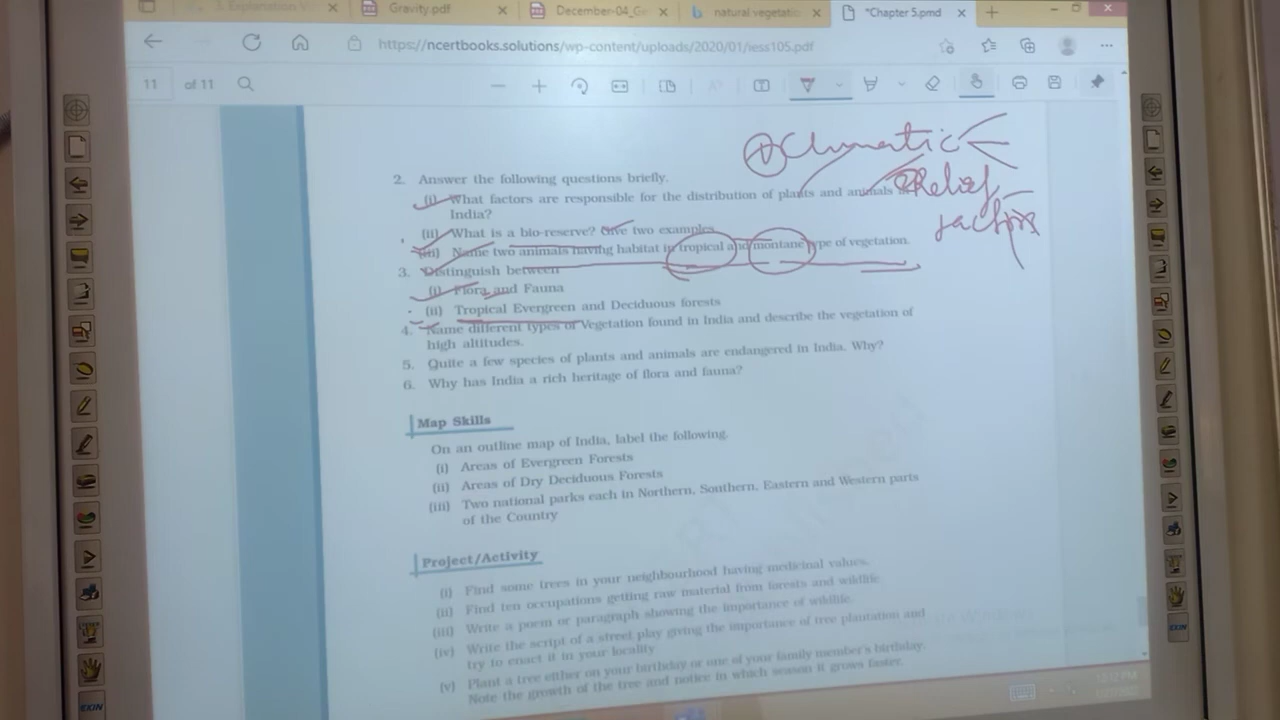 3. Explanation V
Gravity.pdf
December-04_Ge
natural vegetatio
*Chapter 5.pmd
https://ncertbooks.solutions/wp-content/uploads/2020/01/iess105.pdf
11 of 11
① Climatic
② Relief
factors
2. Answer the following questions briefly.
(i) What factors are responsible for the distribution of plants and animals in
India?
(ii) What is a bio-reserve? Give two examples.
(iii) Name two animals having habitat in tropical and montane type of vegetation.
3. Distinguish between
(i) Flora and Fauna
(ii) Tropical Evergreen and Deciduous forests
4. Name different types of Vegetation found in India and describe the vegetation of
high altitudes.
5. Quite a few species of plants and animals are endangered in India. Why?
6. Why has India a rich heritage of flora and fauna?
Map Skills
On an outline map of India, label the following.
(i) Areas of Evergreen Forests
(ii) Areas of Dry Deciduous Forests
(iii) Two national parks each in Northern, Southern, Eastern and Western parts
of the Country
Project/Activity
(i) Find some trees in your neighbourhood having medicinal values.
(ii) Find ten occupations getting raw material from forests and wildlife.
(iii) Write a poem or paragraph showing the importance of wildlife.
(iv) Write the script of a street play giving the importance of tree plantation and
try to enact it in your locality.
(v) Plant a tree either on your birthday or one of your family member's birthday.
Note the growth of the tree and notice in which season it grows faster.
EXIN
EXIN